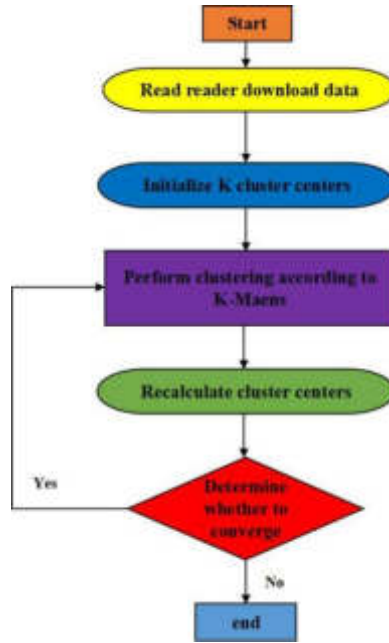 Start
Read reader download data
Initialize K cluster centers
Perform clustering according to
K-Maens
Recalculate cluster centers
Determine
whether to
converge
Yes
No
end